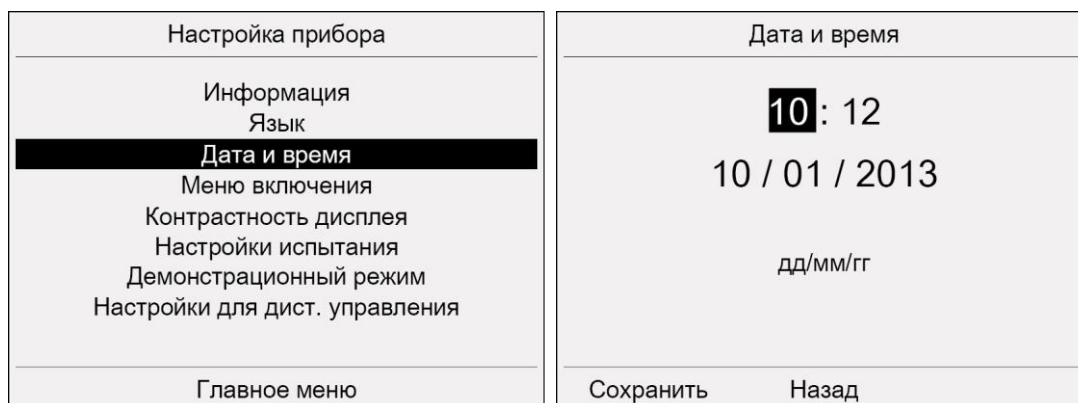 Настройка прибора
Информация
Язык
Дата и время
Меню включения
Контрастность дисплея
Настройки испытания
Демонстрационный режим
Настройки для дист. управления
Главное меню
Дата и время
10 : 12
10 / 01 / 2013
дд/мм/гг
Сохранить Назад